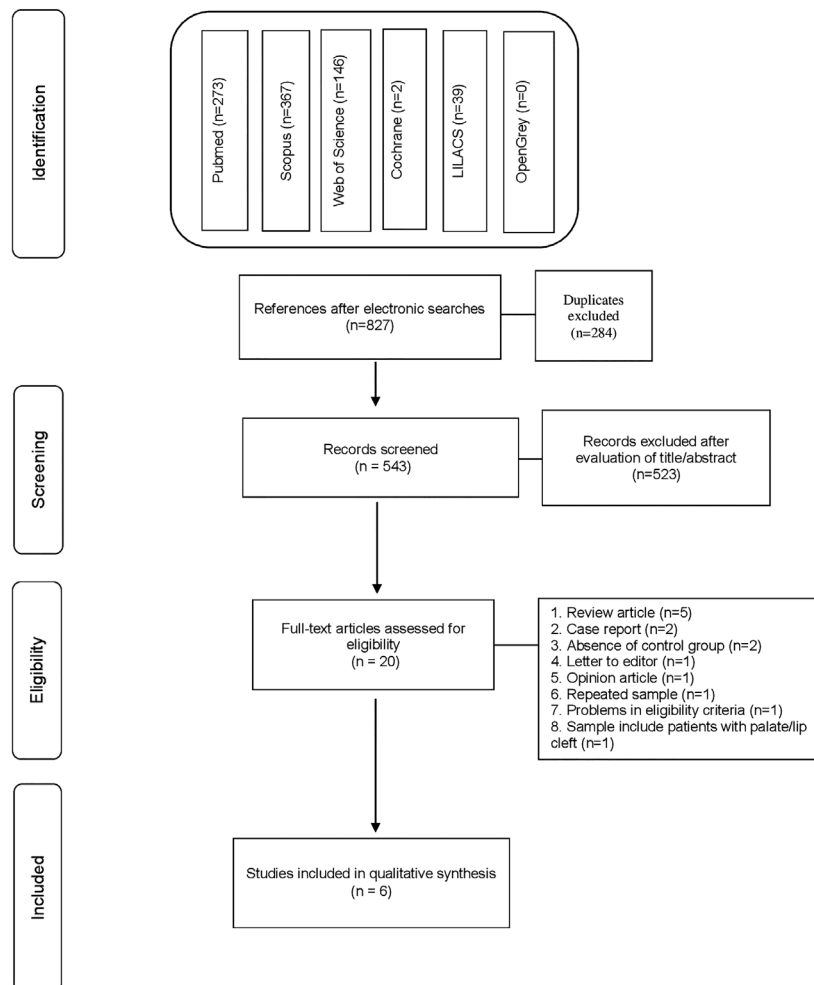 Identification
Pubmed (n=273)
Scopus (n=367)
Web of Science (n=146)
Cochrane (n=2)
LILACS (n=39)
OpenGrey (n=0)
References after electronic searches
(n=827)
Duplicates
excluded
(n=284)
Screening
Records screened
(n = 543)
Records excluded after
evaluation of title/abstract
(n=523)
Eligibility
Full-text articles assessed for
eligibility
(n = 20)
1. Review article (n=5)
2. Case report (n=2)
3. Absence of control group (n=2)
4. Letter to editor (n=1)
5. Opinion article (n=1)
6. Repeated sample (n=1)
7. Problems in eligibility criteria (n=1)
8. Sample include patients with palate/lip
cleft (n=1)
Included
Studies included in qualitative synthesis
(n = 6)